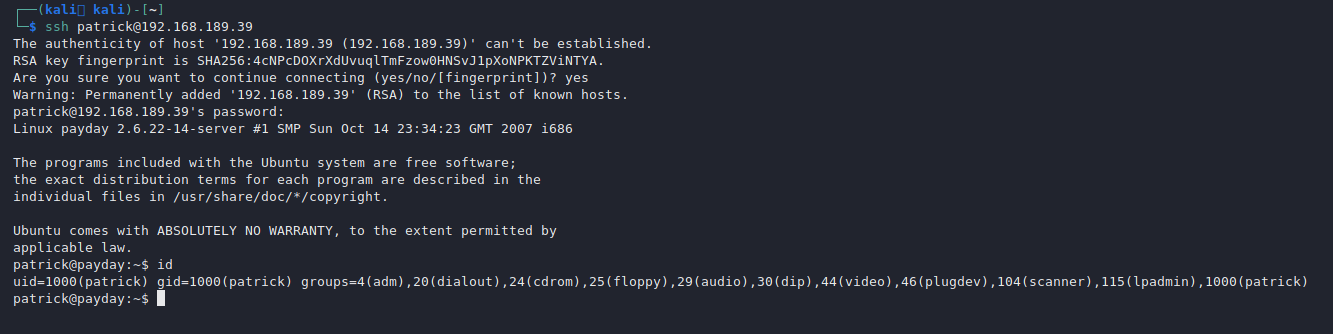 ┌──(kali㉿kali)-[~]
└─$ ssh patrick@192.168.189.39
The authenticity of host '192.168.189.39 (192.168.189.39)' can't be established.
RSA key fingerprint is SHA256:4cNPcDOXrXdUvuqlTmFzow0HNSvJ1pXoNPKTZViNTYA.
Are you sure you want to continue connecting (yes/no/[fingerprint])? yes
Warning: Permanently added '192.168.189.39' (RSA) to the list of known hosts.
patrick@192.168.189.39's password:
Linux payday 2.6.22-14-server #1 SMP Sun Oct 14 23:34:23 GMT 2007 i686
The programs included with the Ubuntu system are free software;
the exact distribution terms for each program are described in the
individual files in /usr/share/doc/*/copyright.
Ubuntu comes with ABSOLUTELY NO WARRANTY, to the extent permitted by
applicable law.
patrick@payday:~$ id
uid=1000(patrick) gid=1000(patrick) groups=4(adm),20(dialout),24(cdrom),25(floppy),29(audio),30(dip),44(video),46(plugdev),104(scanner),115(lpadmin),1000(patrick)
patrick@payday:~$